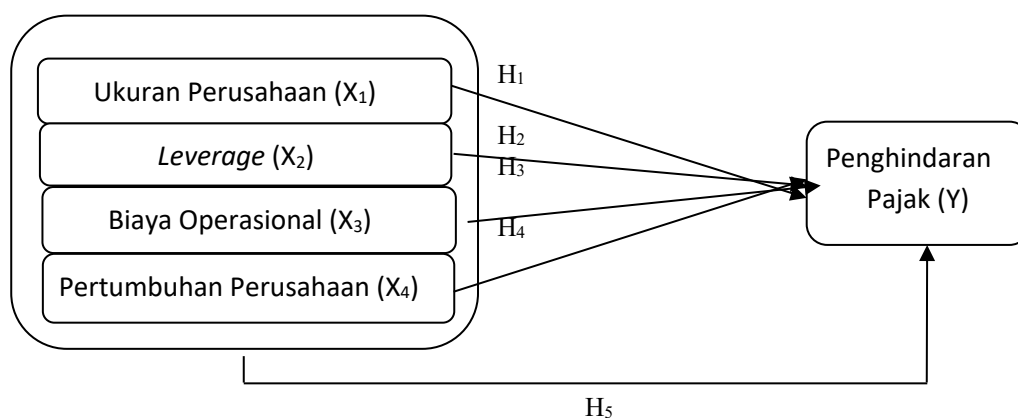 Ukuran Perusahaan (X₁)
Leverage (X₂)
Biaya Operasional (X₃)
Pertumbuhan Perusahaan (X₄)
H₁
H₂
H₃
H₄
Penghindaran
Pajak (Y)
H₅